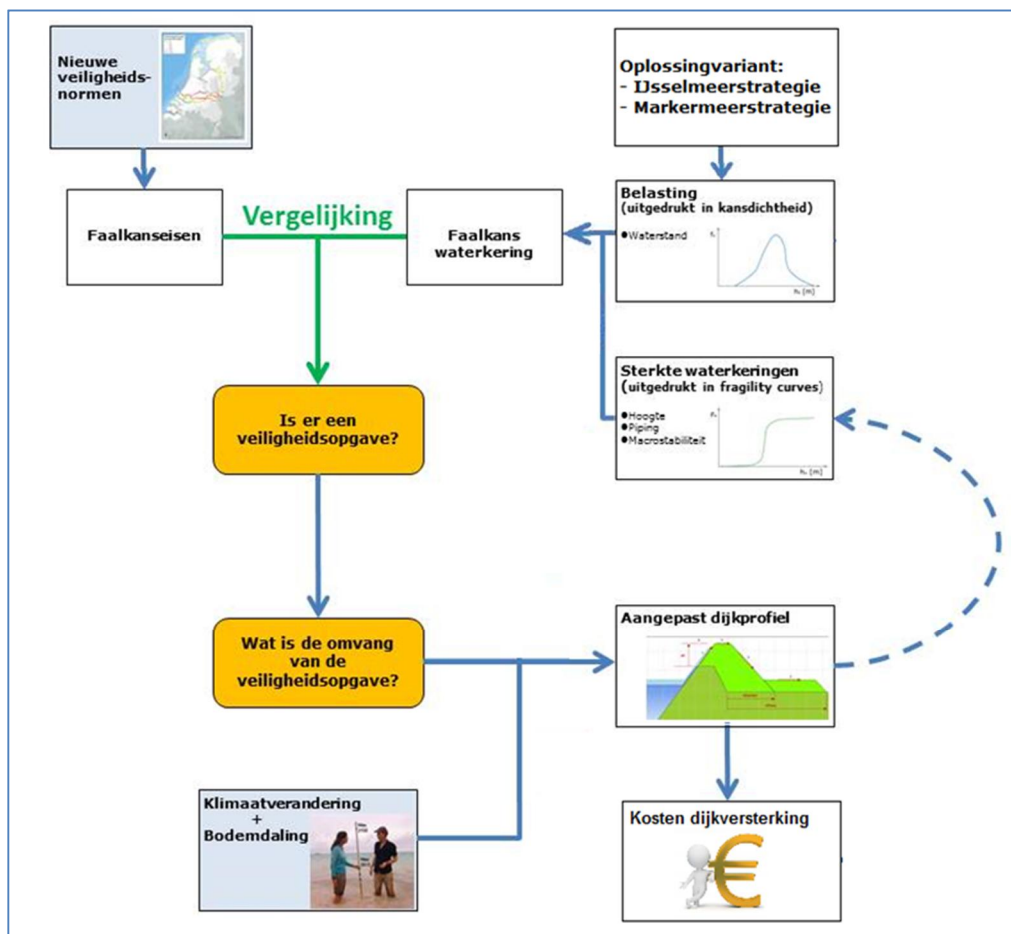 Nieuwe
veiligheids-
normen
Oplossingvariant:
- IJsselmeerstrategie
- Markermeerstrategie
Faalkanseisen
Vergelijking
Faalkans
waterkering
Belasting
(uitgedrukt in kansdichtheid)
●Waterstand
Sterkte waterkeringen
(uitgedrukt in fragility curves)
●Hoogte
●Piping
●Macrostabiliteit
Is er een
veiligheidsopgave?
Wat is de omvang
van de
veiligheidsopgave?
Aangepast dijkprofiel
Klimaatverandering
+
Bodemdaling
Kosten dijkversterking
€